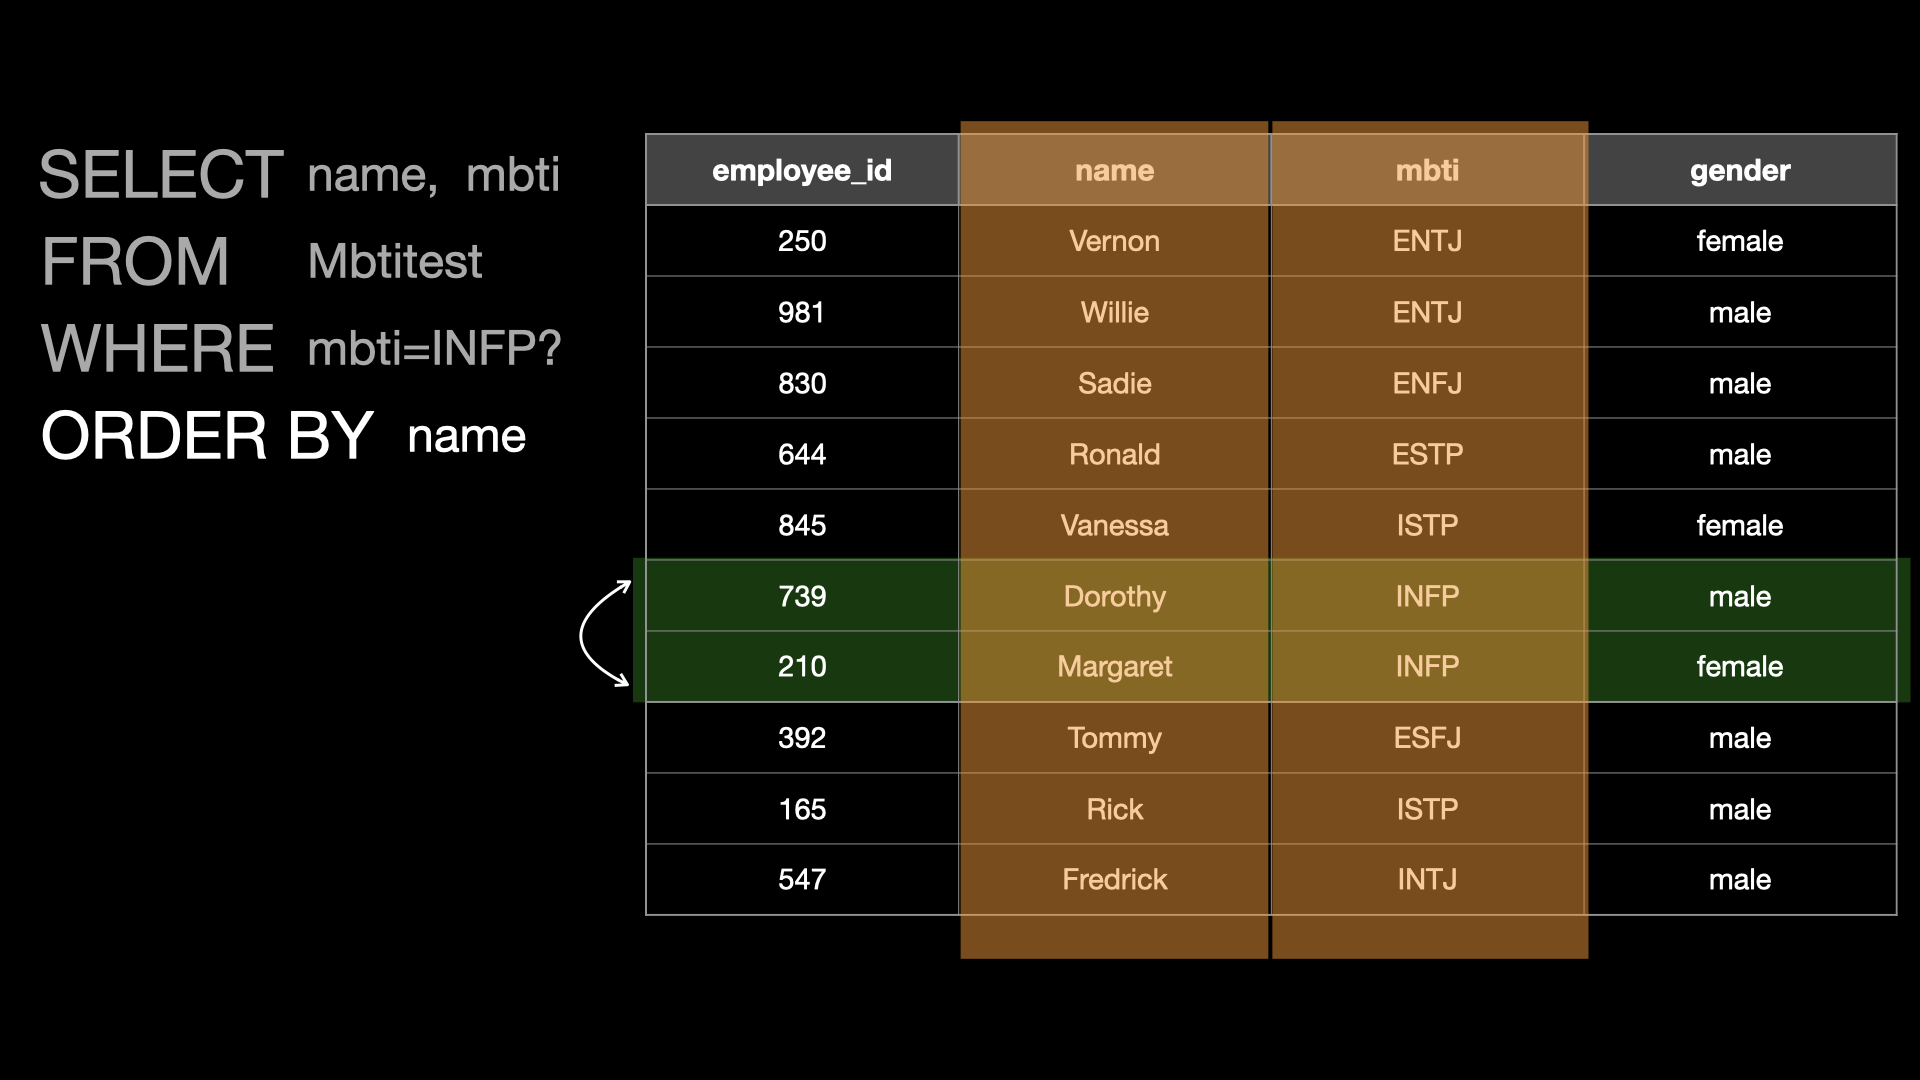 SELECT name, mbti
FROM Mbtitest
WHERE mbti=INFP?
ORDER BY name
employee_id name mbti gender
250 Vernon ENTJ female
981 Willie ENTJ male
830 Sadie ENFJ male
644 Ronald ESTP male
845 Vanessa ISTP female
739 Dorothy INFP male
210 Margaret INFP female
392 Tommy ESFJ male
165 Rick ISTP male
547 Fredrick INTJ male